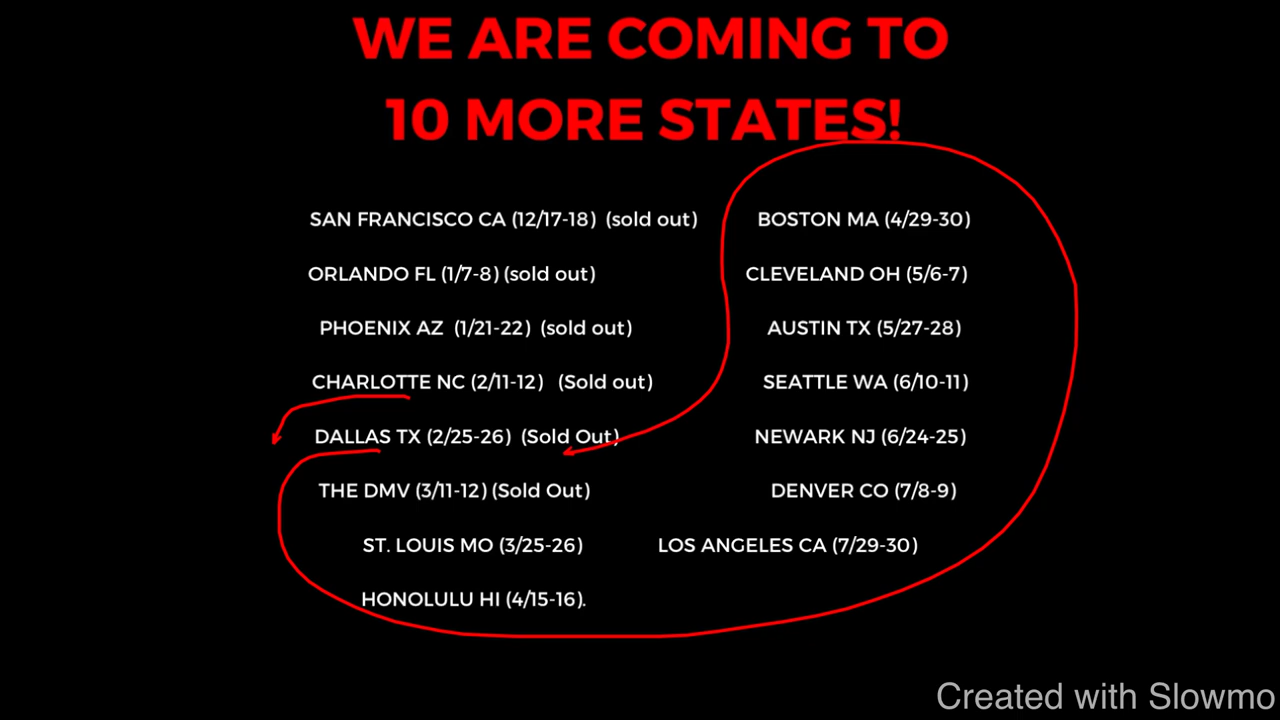 WE ARE COMING TO
10 MORE STATES!
SAN FRANCISCO CA (12/17-18) (sold out)
ORLANDO FL (1/7-8) (sold out)
PHOENIX AZ (1/21-22) (sold out)
CHARLOTTE NC (2/11-12) (Sold out)
DALLAS TX (2/25-26) (Sold Out)
THE DMV (3/11-12) (Sold Out)
ST. LOUIS MO (3/25-26)
HONOLULU HI (4/15-16).
BOSTON MA (4/29-30)
CLEVELAND OH (5/6-7)
AUSTIN TX (5/27-28)
SEATTLE WA (6/10-11)
NEWARK NJ (6/24-25)
DENVER CO (7/8-9)
LOS ANGELES CA (7/29-30)
Created with Slowmo